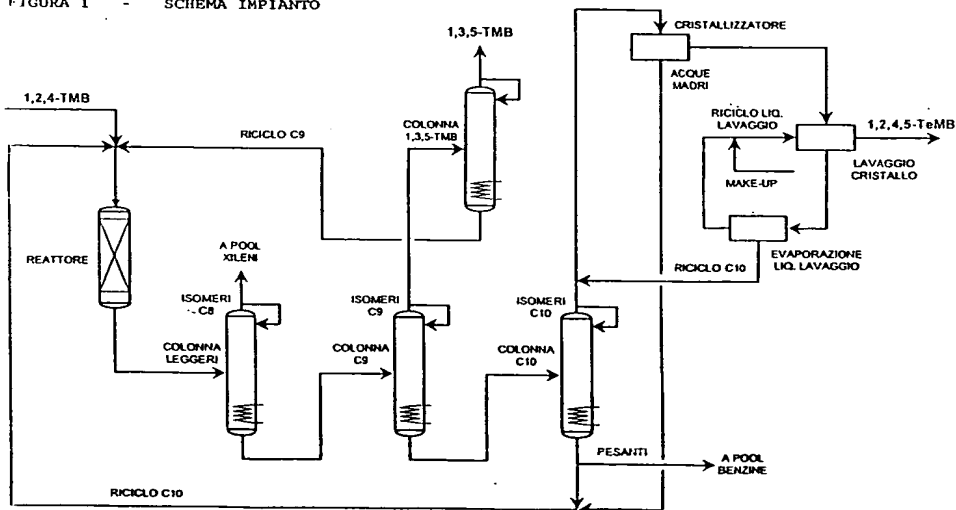 FIGURA 1 - SCHEMA IMPIANTO
1,2,4-TMB
RICICLO C9
REATTORE
A POOL
XILENI
ISOMERI
C8
COLONNA
LEGGERI
1,3,5-TMB
COLONNA
1,3,5-TMB
ISOMERI
C9
COLONNA
C9
ISOMERI
C10
COLONNA
C10
CRISTALLIZZATORE
ACQUE
MADRI
RICICLO LIQ.
LAVAGGIO
1,2,4,5-TeMB
LAVAGGIO
CRISTALLO
MAKE-UP
EVAPORAZIONE
LIQ. LAVAGGIO
RICICLO C10
PESANTI
A POOL
BENZINE
RICICLO C10